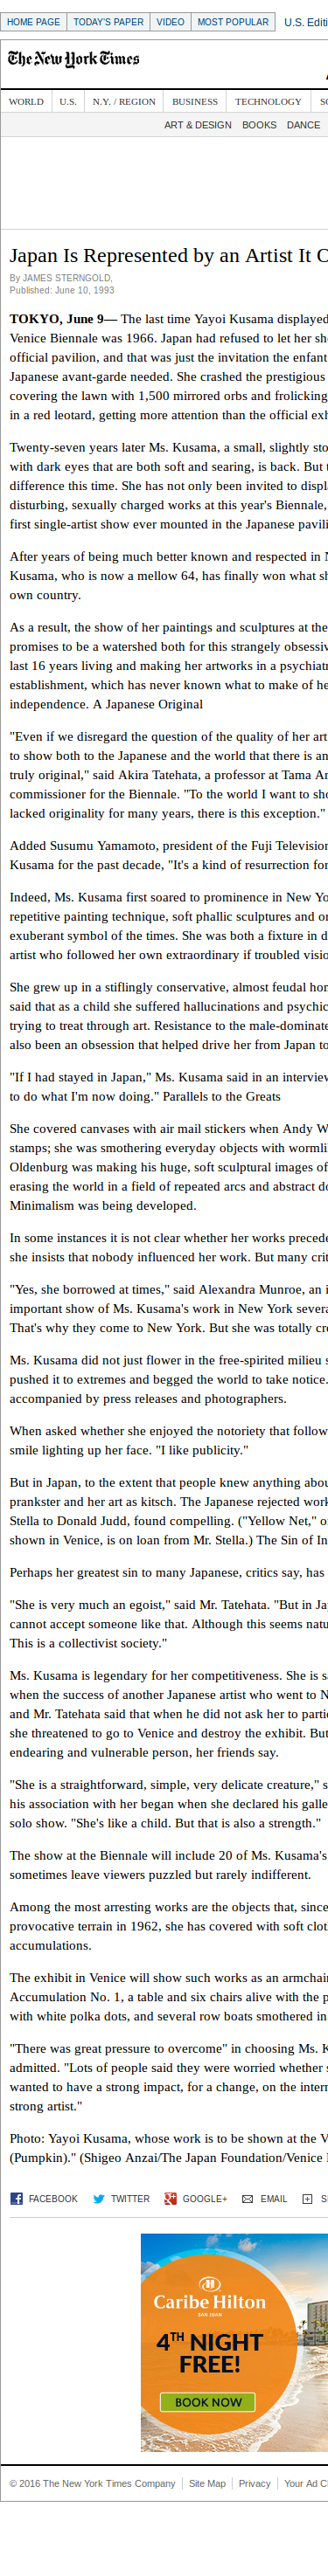 HOME PAGE TODAY'S PAPER VIDEO MOST POPULAR U.S. Editi
The New York Times
WORLD U.S. N.Y. / REGION BUSINESS TECHNOLOGY
ART & DESIGN BOOKS DANCE
Japan Is Represented by an Artist It O
By JAMES STERNGOLD,
Published: June 10, 1993
TOKYO, June 9— The last time Yayoi Kusama displayed
Venice Biennale was 1966. Japan had refused to let her sh
official pavilion, and that was just the invitation the enfant
Japanese avant-garde needed. She crashed the prestigious
covering the lawn with 1,500 mirrored orbs and frolicking
in a red leotard, getting more attention than the official exh
Twenty-seven years later Ms. Kusama, a small, slightly sto
with dark eyes that are both soft and searing, is back. But t
difference this time. She has not only been invited to displ
disturbing, sexually charged works at this year's Biennale,
first single-artist show ever mounted in the Japanese pavili
After years of being much better known and respected in N
Kusama, who is now a mellow 64, has finally won what sh
own country.
As a result, the show of her paintings and sculptures at the
promises to be a watershed both for this strangely obsessiv
last 16 years living and making her artworks in a psychiatr
establishment, which has never known what to make of he
independence. A Japanese Original
"Even if we disregard the question of the quality of her art
to show both to the Japanese and the world that there is an
truly original," said Akira Tatehata, a professor at Tama Ar
commissioner for the Biennale. "To the world I want to sho
lacked originality for many years, there is this exception."
Added Susumu Yamamoto, president of the Fuji Television
Kusama for the past decade, "It's a kind of resurrection for
Indeed, Ms. Kusama first soared to prominence in New Yo
repetitive painting technique, soft phallic sculptures and or
exuberant symbol of the times. She was both a fixture in d
artist who followed her own extraordinary if troubled visio
She grew up in a stiflingly conservative, almost feudal hom
said that as a child she suffered hallucinations and psychic
trying to treat through art. Resistance to the male-dominate
also been an obsession that helped drive her from Japan to
"If I had stayed in Japan," Ms. Kusama said in an interview
to do what I'm now doing." Parallels to the Greats
She covered canvases with air mail stickers when Andy W
stamps; she was smothering everyday objects with wormli
Oldenburg was making his huge, soft sculptural images of
erasing the world in a field of repeated arcs and abstract do
Minimalism was being developed.
In some instances it is not clear whether her works precede
she insists that nobody influenced her work. But many crit
"Yes, she borrowed at times," said Alexandra Munroe, an i
important show of Ms. Kusama's work in New York severa
That's why they come to New York. But she was totally cre
Ms. Kusama did not just flower in the free-spirited milieu s
pushed it to extremes and begged the world to take notice.
accompanied by press releases and photographers.
When asked whether she enjoyed the notoriety that follow
smile lighting up her face. "I like publicity."
But in Japan, to the extent that people knew anything abou
prankster and her art as kitsch. The Japanese rejected work
Stella to Donald Judd, found compelling. ("Yellow Net," o
shown in Venice, is on loan from Mr. Stella.) The Sin of In
Perhaps her greatest sin to many Japanese, critics say, has
"She is very much an egoist," said Mr. Tatehata. "But in Ja
cannot accept someone like that. Although this seems natu
This is a collectivist society."
Ms. Kusama is legendary for her competitiveness. She is sa
when the success of another Japanese artist who went to N
and Mr. Tatehata said that when he did not ask her to parti
she threatened to go to Venice and destroy the exhibit. But
endearing and vulnerable person, her friends say.
"She is a straightforward, simple, very delicate creature," s
his association with her began when she declared his galle
solo show. "She's like a child. But that is also a strength."
The show at the Biennale will include 20 of Ms. Kusama's
sometimes leave viewers puzzled but rarely indifferent.
Among the most arresting works are the objects that, since
provocative terrain in 1962, she has covered with soft clot
accumulations.
The exhibit in Venice will show such works as an armchair
Accumulation No. 1, a table and six chairs alive with the p
with white polka dots, and several row boats smothered in
"There was great pressure to overcome" in choosing Ms. K
admitted. "Lots of people said they were worried whether s
wanted to have a strong impact, for a change, on the intern
strong artist."
Photo: Yayoi Kusama, whose work is to be shown at the V
(Pumpkin)." (Shigeo Anzai/The Japan Foundation/Venice
FACEBOOK TWITTER GOOGLE+ EMAIL
Caribe Hilton
SAN JUAN
4TH NIGHT
FREE!
BOOK NOW
© 2016 The New York Times Company Site Map Privacy Your Ad C